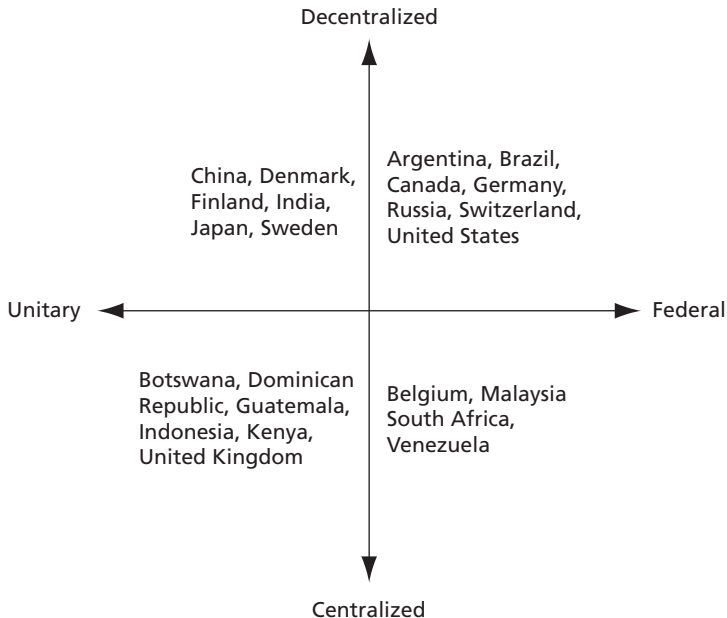 Decentralized
China, Denmark,
Finland, India,
Japan, Sweden
Argentina, Brazil,
Canada, Germany,
Russia, Switzerland,
United States
Unitary
Federal
Botswana, Dominican
Republic, Guatemala,
Indonesia, Kenya,
United Kingdom
Belgium, Malaysia
South Africa,
Venezuela
Centralized